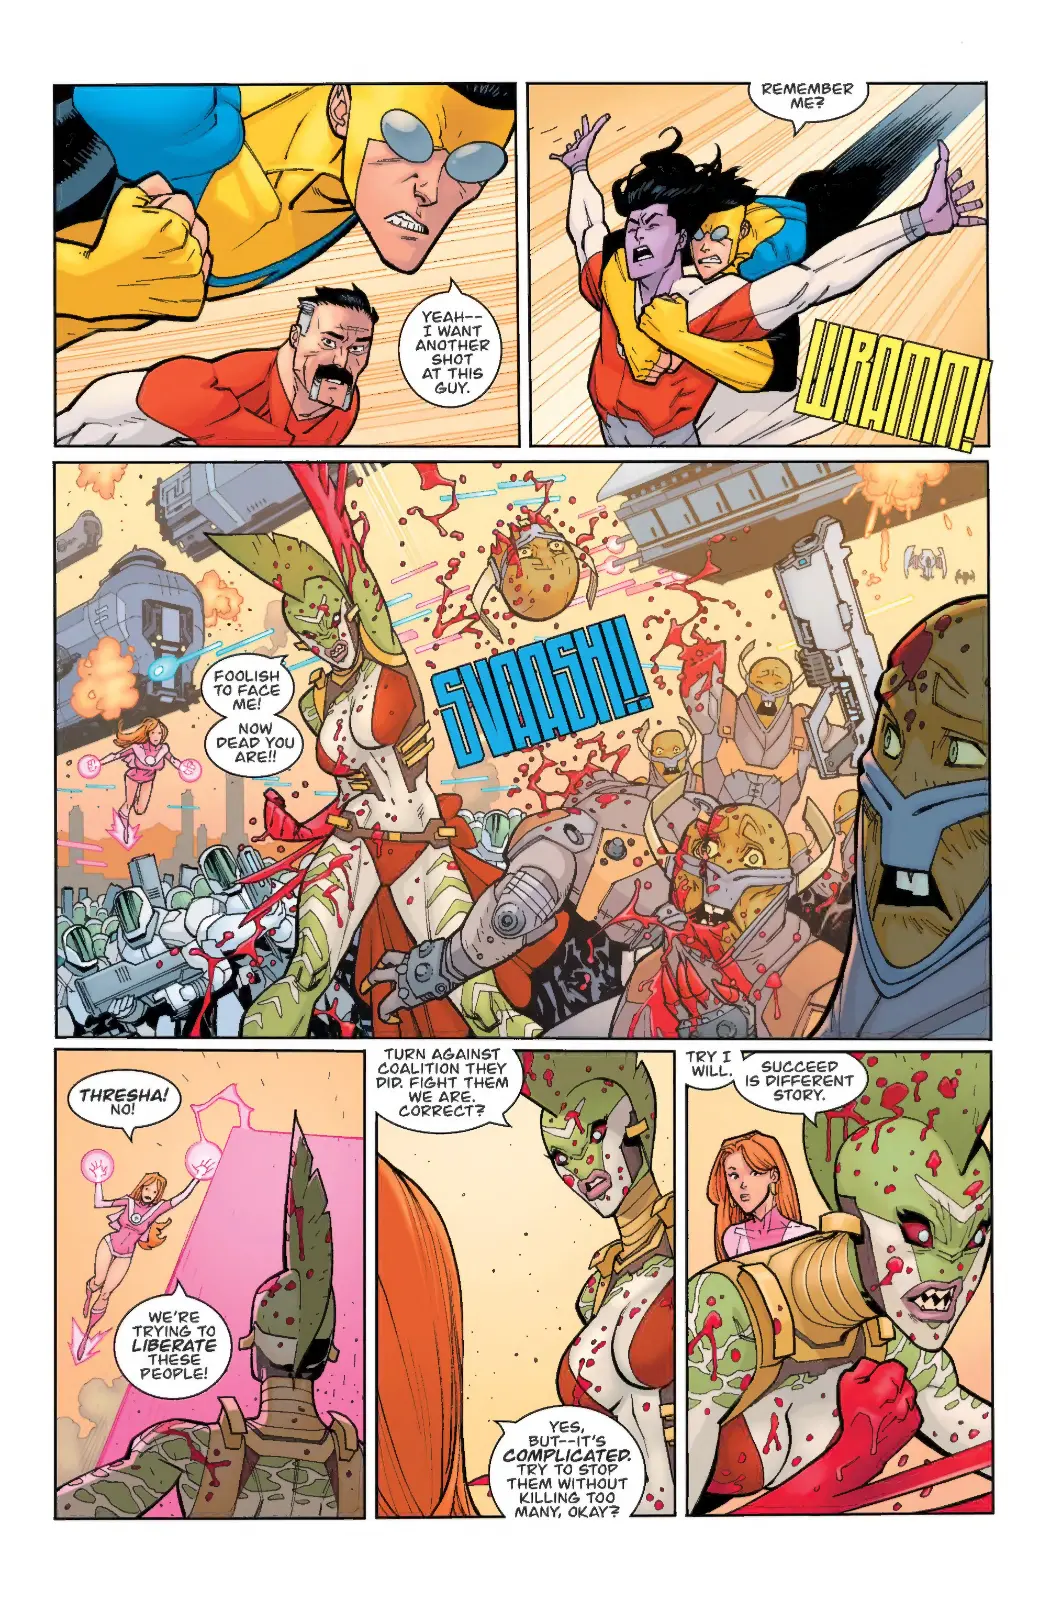 YEAH--
I WANT
ANOTHER
SHOT
AT THIS
GUY.
REMEMBER
ME?
WRAMM!
FOOLISH
TO FACE
ME!
NOW
DEAD YOU
ARE!!
SVAASH!!
THRESHA!
NO!
WE'RE
TRYING TO
LIBERATE
THESE
PEOPLE!
TURN AGAINST
COALITION THEY
DID. FIGHT THEM
WE ARE.
CORRECT?
YES,
BUT--IT'S
COMPLICATED.
TRY TO STOP
THEM WITHOUT
KILLING TOO
MANY, OKAY?
TRY I
WILL.
SUCCEED
IS DIFFERENT
STORY.